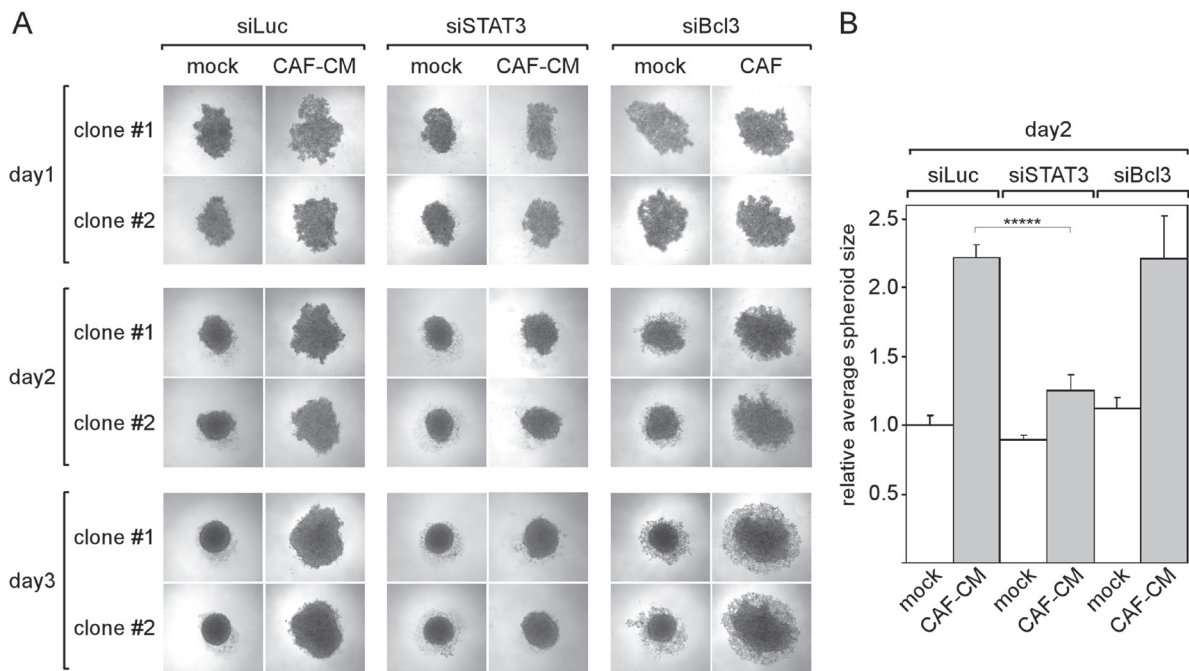 A
siLuc siSTAT3 siBcl3
mock CAF-CM mock CAF-CM mock CAF
day1
clone #1
clone #2
day2
clone #1
clone #2
day3
clone #1
clone #2
B
day2
siLuc siSTAT3 siBcl3
relative average spheroid size
2.5
2.0
1.5
1.0
0.5
*****
mock CAF-CM mock CAF-CM mock CAF-CM